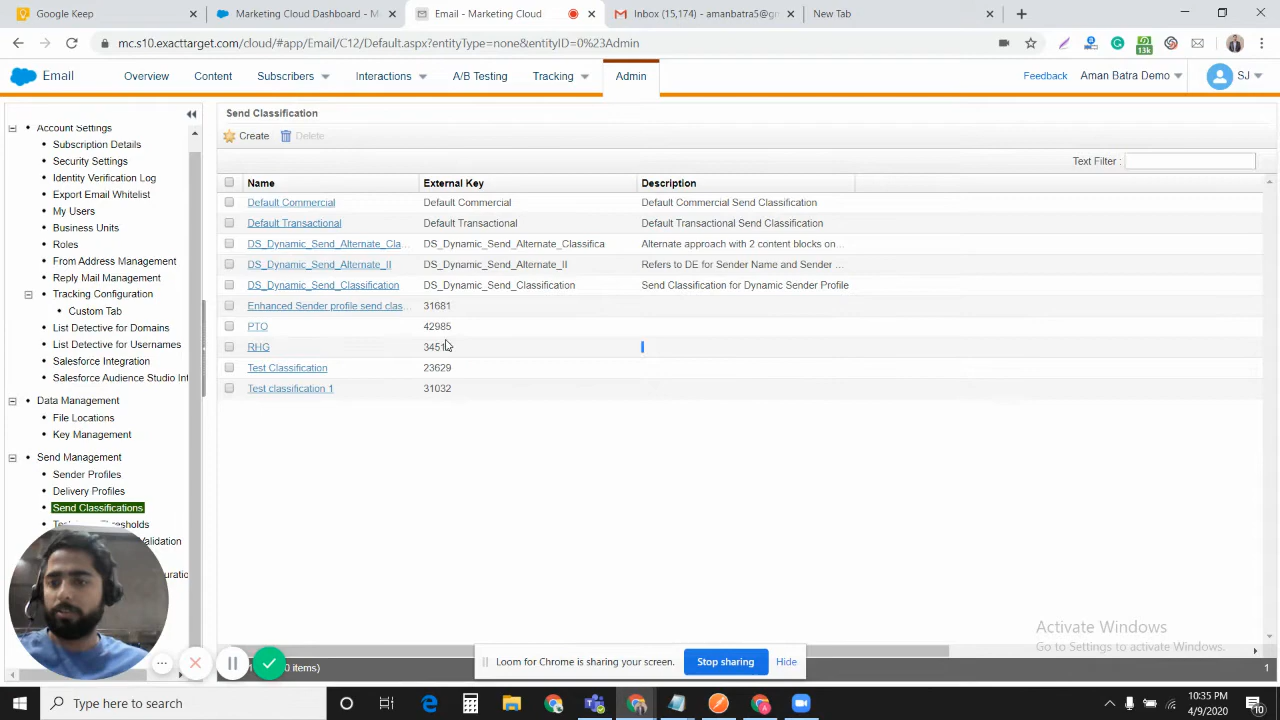 Google Keep
Marketing Cloud Dashboard - M
Email - Marketing Cloud
Inbox (15,174) - amanbatra5@g
New Tab
mc.s10.exacttarget.com/cloud/#app/Email/C12/Default.aspx?entityType=none&entityID=0%23Admin
13k
Email
Overview
Content
Subscribers
Interactions
A/B Testing
Tracking
Admin
Feedback
Aman Batra Demo
SJ
Account Settings
Subscription Details
Security Settings
Identity Verification Log
Export Email Whitelist
My Users
Business Units
Roles
From Address Management
Reply Mail Management
Tracking Configuration
Custom Tab
List Detective for Domains
List Detective for Usernames
Salesforce Integration
Salesforce Audience Studio Int
Data Management
File Locations
Key Management
Send Management
Sender Profiles
Delivery Profiles
Send Classifications
Thresholds
Validation
Send Classification
Create
Delete
Text Filter :
Name External Key Description
Default Commercial Default Commercial Default Commercial Send Classification
Default Transactional Default Transactional Default Transactional Send Classification
DS_Dynamic_Send_Alternate_Cla... DS_Dynamic_Send_Alternate_Classifica Alternate approach with 2 content blocks on...
DS_Dynamic_Send_Alternate_II DS_Dynamic_Send_Alternate_II Refers to DE for Sender Name and Sender ...
DS_Dynamic_Send_Classification DS_Dynamic_Send_Classification Send Classification for Dynamic Sender Profile
Enhanced Sender profile send clas... 31681
PTO 42985
RHG 3451
Test Classification 23629
Test classification 1 31032
items)
1
Loom for Chrome is sharing your screen.
Stop sharing
Hide
Activate Windows
Go to Settings to activate Windows.
Type here to search
10:35 PM
4/9/2020
10